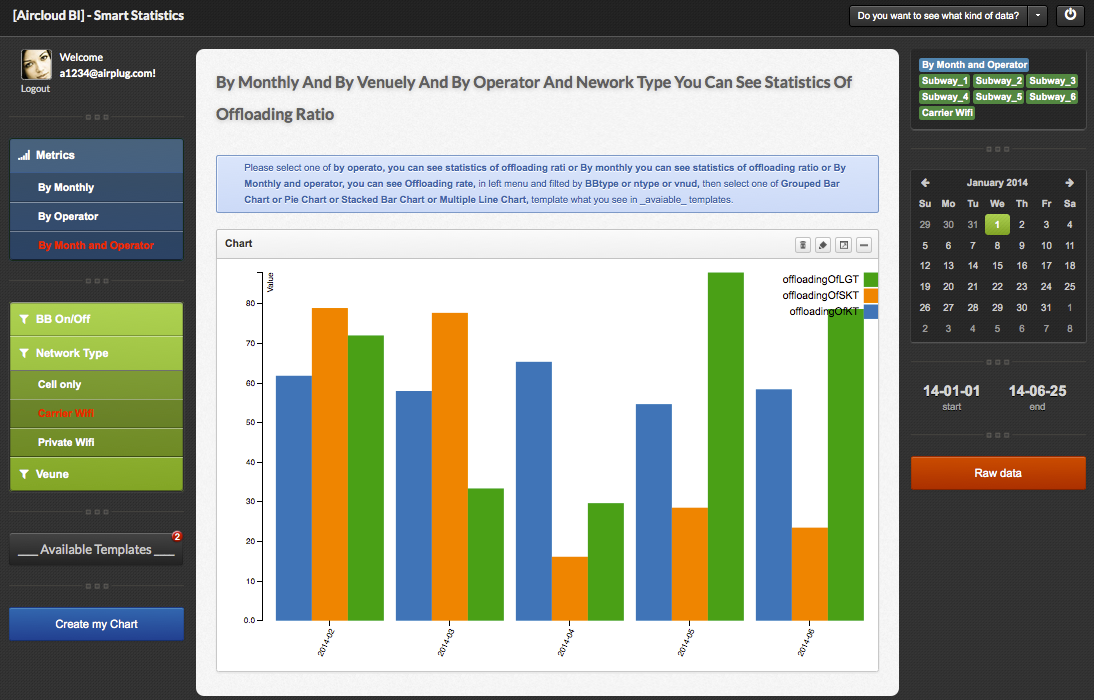 [Aircloud BI] - Smart Statistics
Do you want to see what kind of data?
Welcome
a1234@airplug.com!
Logout
Metrics
By Monthly
By Operator
By Month and Operator
BB On/Off
Network Type
Cell only
Carrier Wifi
Private Wifi
Veune
___ Available Templates ___
2
Create my Chart
By Monthly And By Venuely And By Operator And Nework Type You Can See Statistics Of
Offloading Ratio
Please select one of by operato, you can see statistics of offloading rati or By monthly you can see statistics of offloading ratio or By
Monthly and operator, you can see Offloading rate, in left menu and filtered by BBtype or ntype or vnud, then select one of Grouped Bar
Chart or Pie Chart or Stacked Bar Chart or Multiple Line Chart, template what you see in _avaiable_ templates.
Chart
Value
80
70
60
50
40
30
20
10
0.0
offloadingOfLGT
offloadingOfSKT
offloadingOfKT
2014-02
2014-03
2014-04
2014-05
2014-06
By Month and Operator
Subway_1 Subway_2 Subway_3
Subway_4 Subway_5 Subway_6
Carrier Wifi
January 2014
Su Mo Tu We Th Fr Sa
29 30 31 1 2 3 4
5 6 7 8 9 10 11
12 13 14 15 16 17 18
19 20 21 22 23 24 25
26 27 28 29 30 31 1
2 3 4 5 6 7 8
14-01-01 14-06-25
start end
Raw data